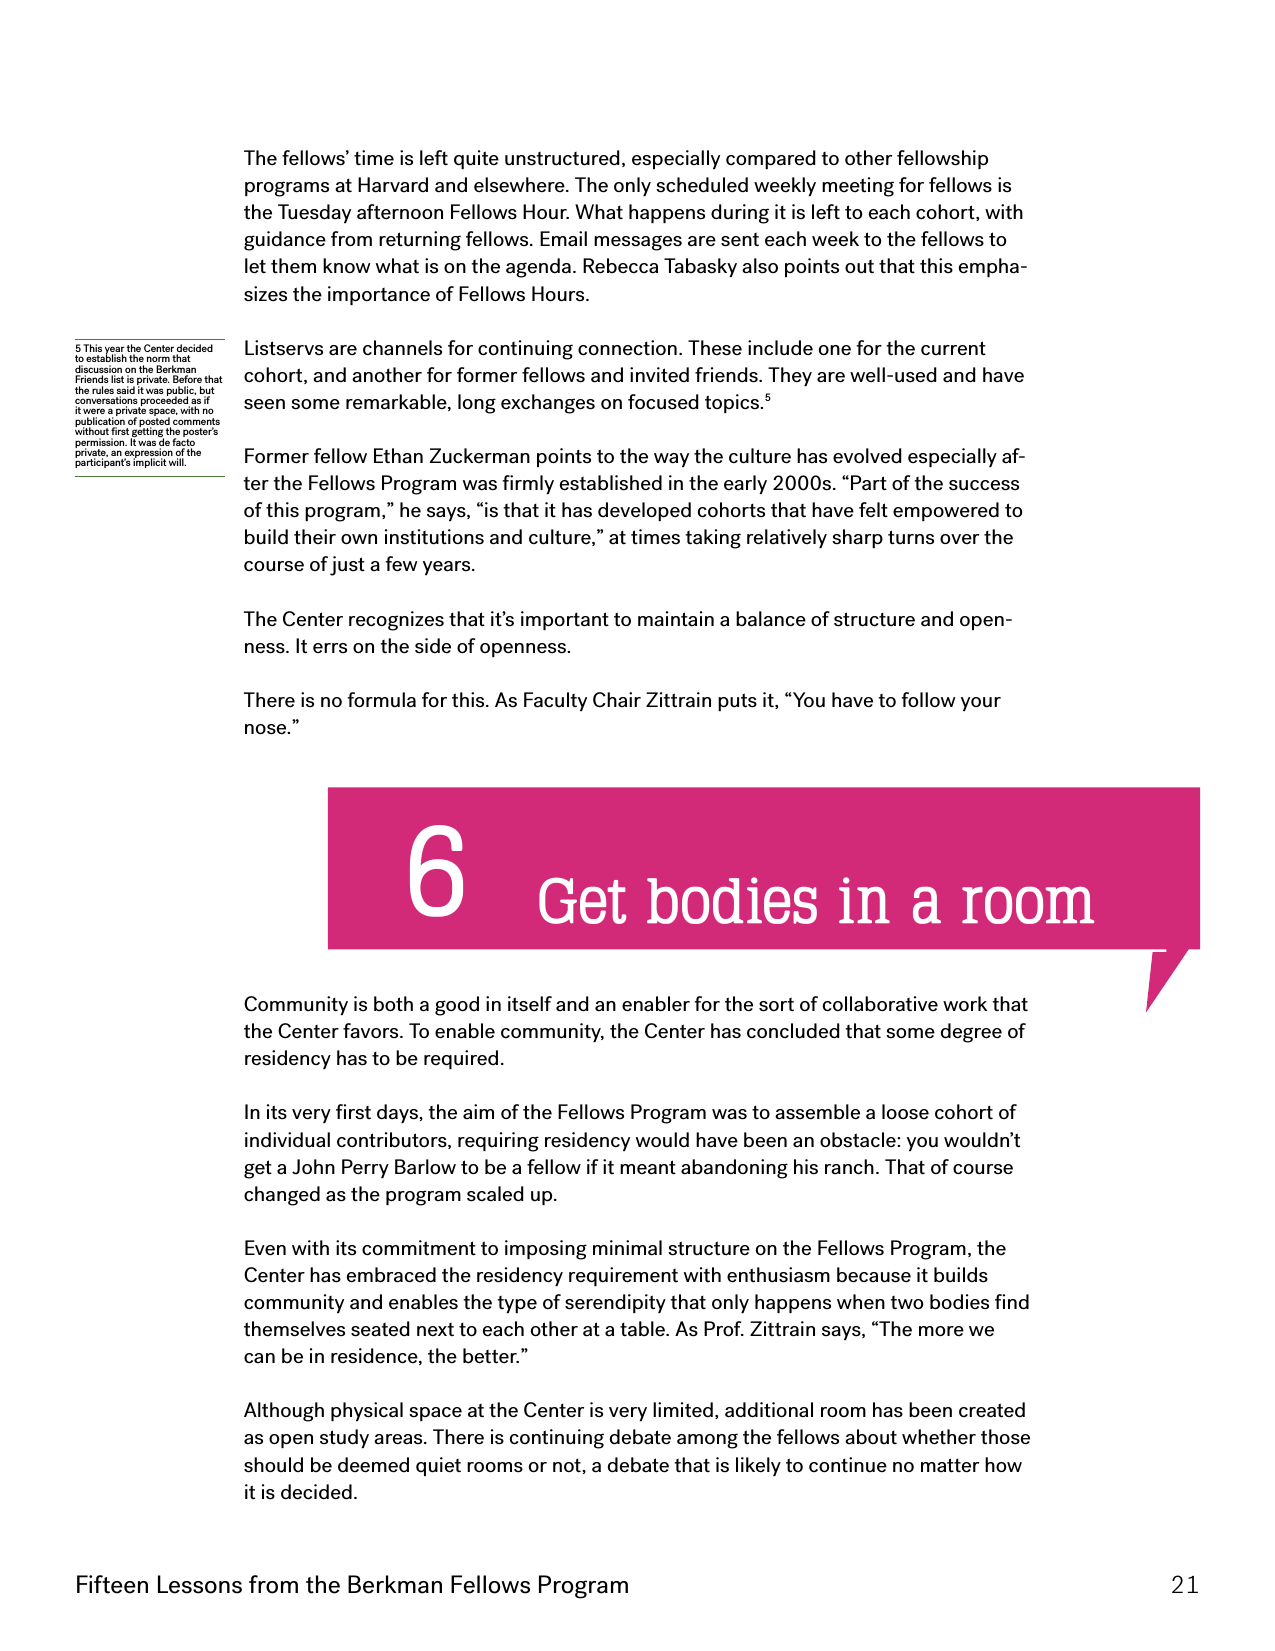 The fellows’ time is left quite unstructured, especially compared to other fellowship
programs at Harvard and elsewhere. The only scheduled weekly meeting for fellows is
the Tuesday afternoon Fellows Hour. What happens during it is left to each cohort, with
guidance from returning fellows. Email messages are sent each week to the fellows to
let them know what is on the agenda. Rebecca Tabasky also points out that this empha-
sizes the importance of Fellows Hours.
5 This year the Center decided
to establish the norm that
discussion on the Berkman
Friends list is private. Before that
the rules said it was public, but
conversations proceeded as if
it were a private space, with no
publication of posted comments
without first getting the poster’s
permission. It was de facto
private, an expression of the
participant’s implicit will.
Listservs are channels for continuing connection. These include one for the current
cohort, and another for former fellows and invited friends. They are well-used and have
seen some remarkable, long exchanges on focused topics.5
Former fellow Ethan Zuckerman points to the way the culture has evolved especially af-
ter the Fellows Program was firmly established in the early 2000s. “Part of the success
of this program,” he says, “is that it has developed cohorts that have felt empowered to
build their own institutions and culture,” at times taking relatively sharp turns over the
course of just a few years.
The Center recognizes that it’s important to maintain a balance of structure and open-
ness. It errs on the side of openness.
There is no formula for this. As Faculty Chair Zittrain puts it, “You have to follow your
nose.”
6 Get bodies in a room
Community is both a good in itself and an enabler for the sort of collaborative work that
the Center favors. To enable community, the Center has concluded that some degree of
residency has to be required.
In its very first days, the aim of the Fellows Program was to assemble a loose cohort of
individual contributors, requiring residency would have been an obstacle: you wouldn’t
get a John Perry Barlow to be a fellow if it meant abandoning his ranch. That of course
changed as the program scaled up.
Even with its commitment to imposing minimal structure on the Fellows Program, the
Center has embraced the residency requirement with enthusiasm because it builds
community and enables the type of serendipity that only happens when two bodies find
themselves seated next to each other at a table. As Prof. Zittrain says, “The more we
can be in residence, the better.”
Although physical space at the Center is very limited, additional room has been created
as open study areas. There is continuing debate among the fellows about whether those
should be deemed quiet rooms or not, a debate that is likely to continue no matter how
it is decided.
Fifteen Lessons from the Berkman Fellows Program 21